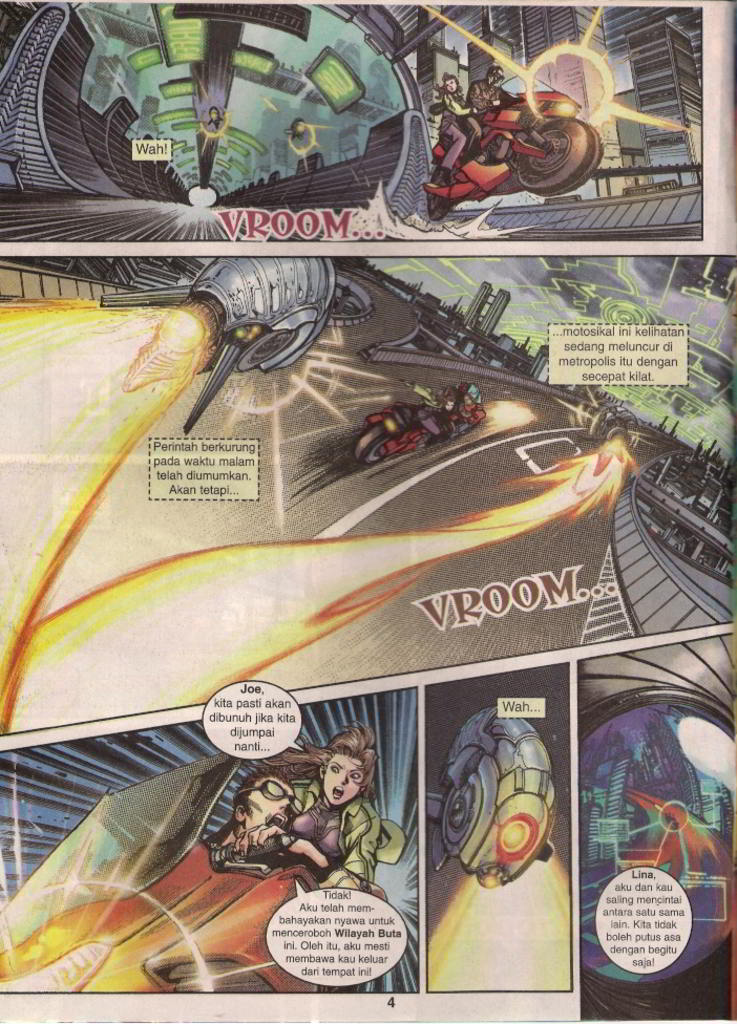 Wah!
VROOM...
...motosikal ini kelihatan
sedang meluncur di
metropolis itu dengan
secepat kilat.
Perintah berkurung
pada waktu malam
telah diumumkan.
Akan tetapi...
VROOM...
Joe,
kita pasti akan
dibunuh jika kita
dijumpai
nanti...
Tidak!
Aku telah mem-
bahayakan nyawa untuk
menceroboh Wilayah Buta
ini. Oleh itu, aku mesti
membawa kau keluar
dari tempat ini!
Wah...
Lina,
aku dan kau
saling mencintai
antara satu sama
lain. Kita tidak
boleh putus asa
dengan begitu
saja!
4